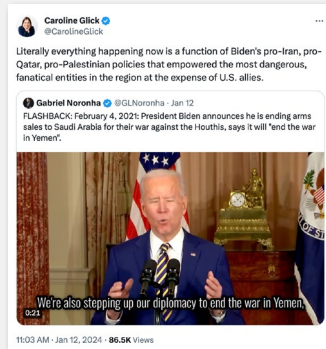 Caroline Glick
@CarolineGlick
Literally everything happening now is a function of Biden's pro-Iran, pro-
Qatar, pro-Palestinian policies that empowered the most dangerous,
fanatical entities in the region at the expense of U.S. allies.
Gabriel Noronha @GLNoronha · Jan 12
FLASHBACK: February 4, 2021: President Biden announces he is ending arms
sales to Saudi Arabia for their war against the Houthis, says it will "end the war
in Yemen".
We're also stepping up our diplomacy to end the war in Yemen,
0:21
11:03 AM · Jan 12, 2024 · 86.5K Views